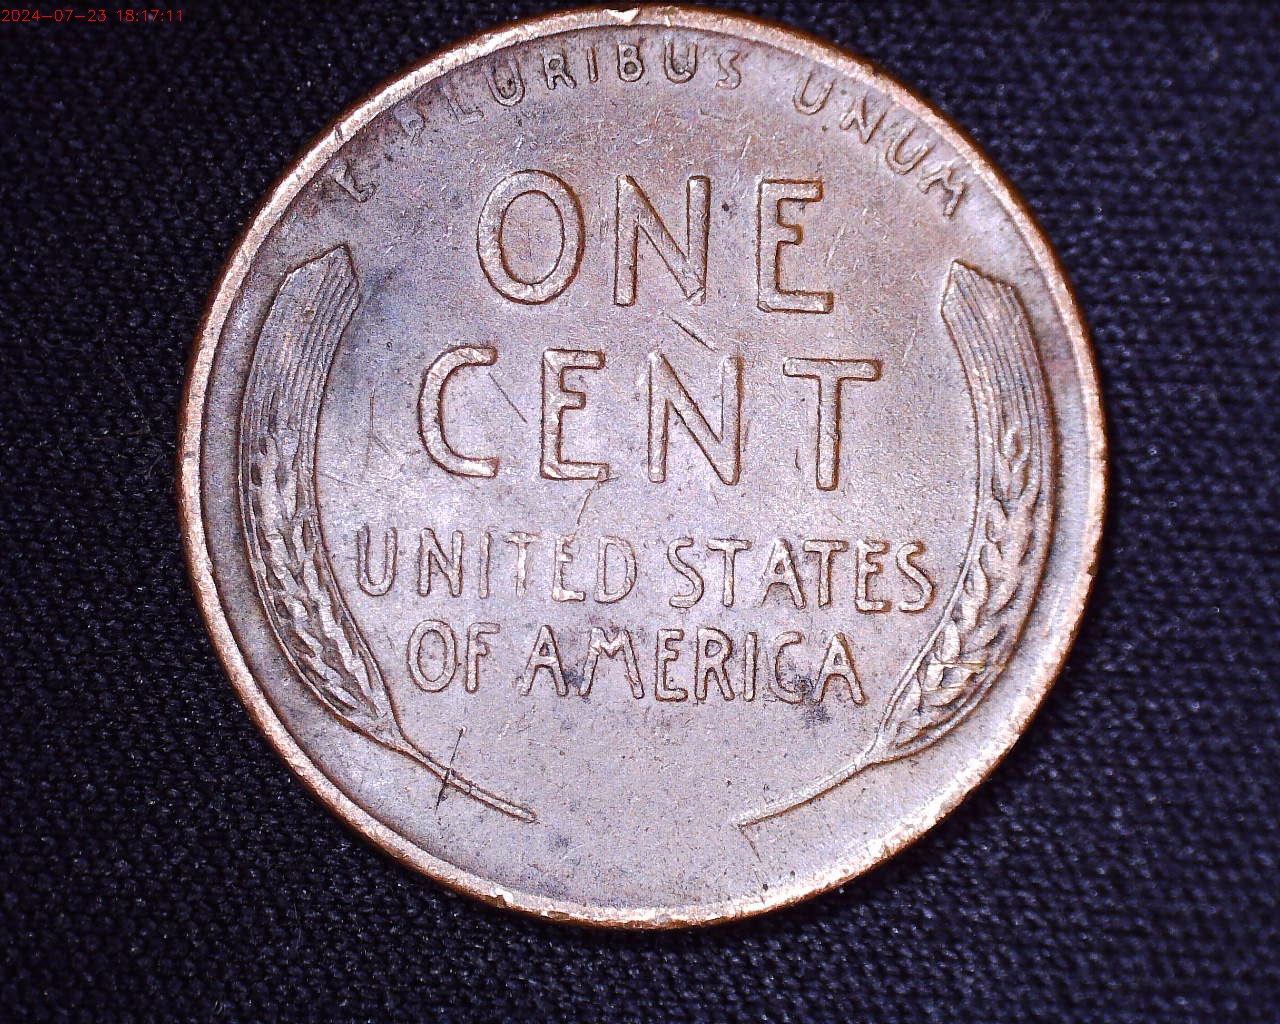 2024-07-23 18:17:11
E PLURIBUS UNUM
ONE
CENT
UNITED STATES
OF AMERICA